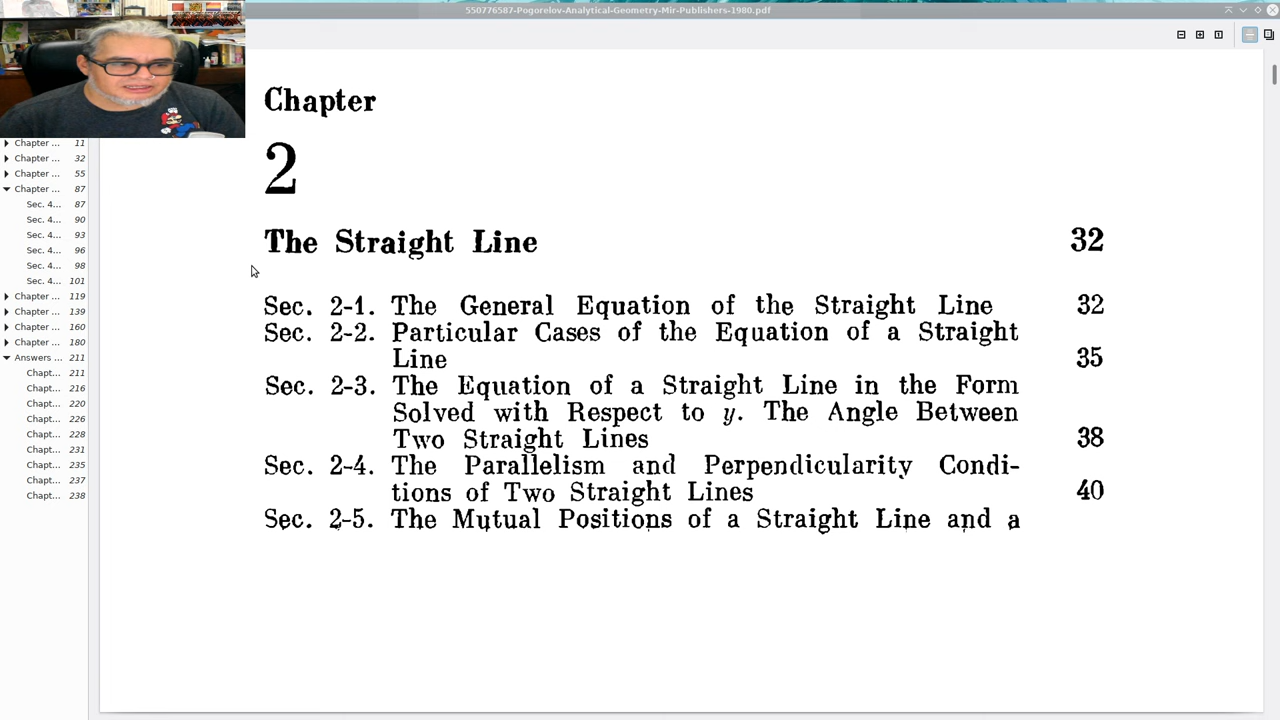 550776587-Pogorelov-Analytical-Geometry-Mir-Publishers-1980.pdf
Chapter ... 11
Chapter ... 32
Chapter ... 55
Chapter ... 87
Sec. 4... 87
Sec. 4... 90
Sec. 4... 93
Sec. 4... 96
Sec. 4... 98
Sec. 4... 101
Chapter ... 119
Chapter ... 139
Chapter ... 160
Chapter ... 180
Answers ... 211
Chapt... 211
Chapt... 216
Chapt... 220
Chapt... 226
Chapt... 228
Chapt... 231
Chapt... 235
Chapt... 237
Chapt... 238
Chapter
2
The Straight Line 32
Sec. 2-1. The General Equation of the Straight Line 32
Sec. 2-2. Particular Cases of the Equation of a Straight
Line 35
Sec. 2-3. The Equation of a Straight Line in the Form
Solved with Respect to y. The Angle Between
Two Straight Lines 38
Sec. 2-4. The Parallelism and Perpendicularity Condi-
tions of Two Straight Lines 40
Sec. 2-5. The Mutual Positions of a Straight Line and a